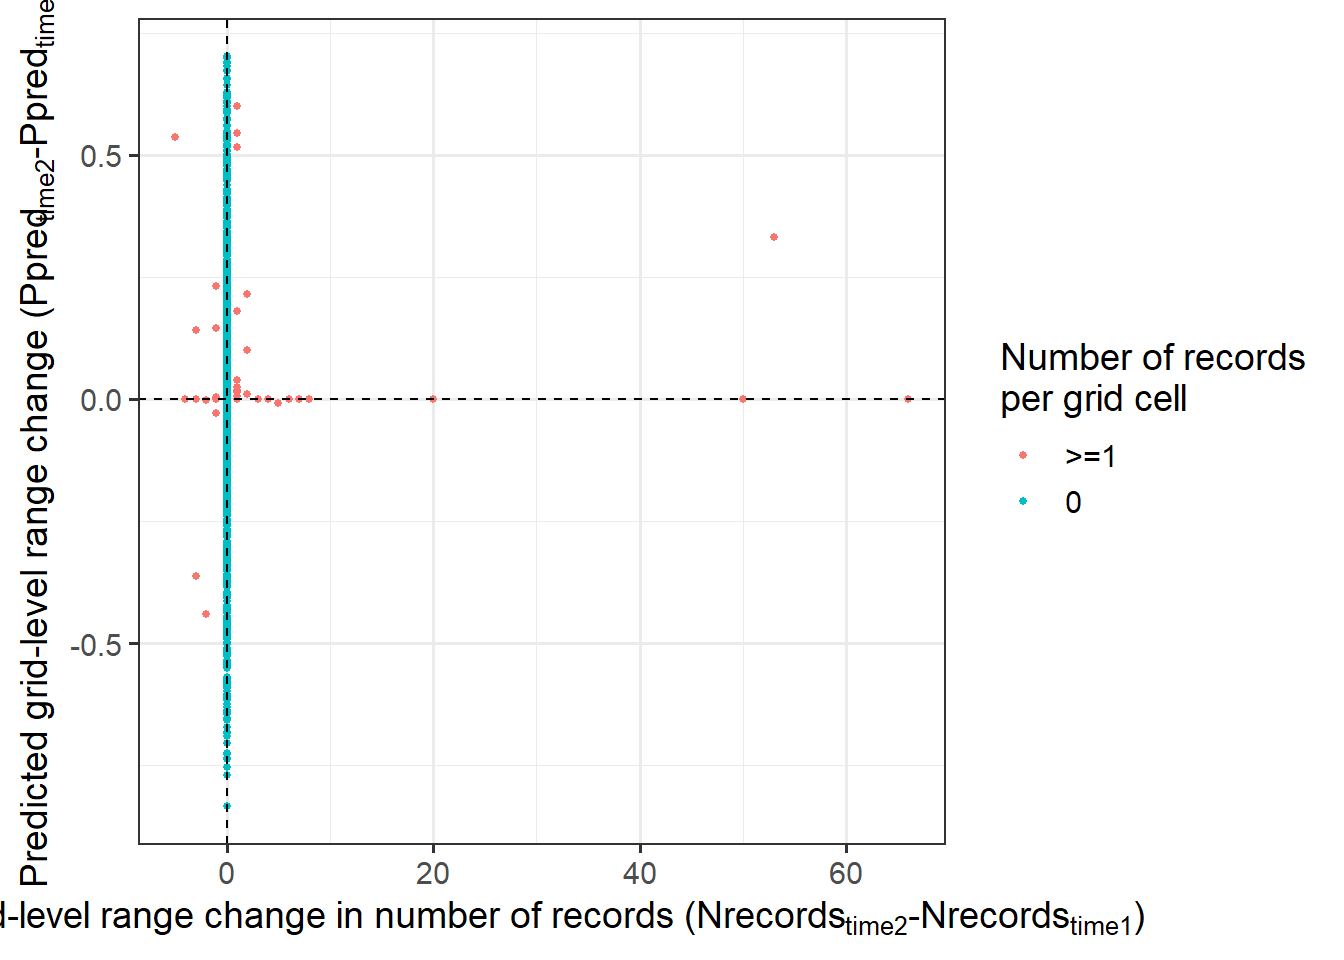 Predicted grid-level range change (Ppredtime2-Ppredtime
0.5
0.0
-0.5
0
20
40
60
d-level range change in number of records (Nrecordstime2-Nrecordstime1)
Number of records
per grid cell
>=1
0